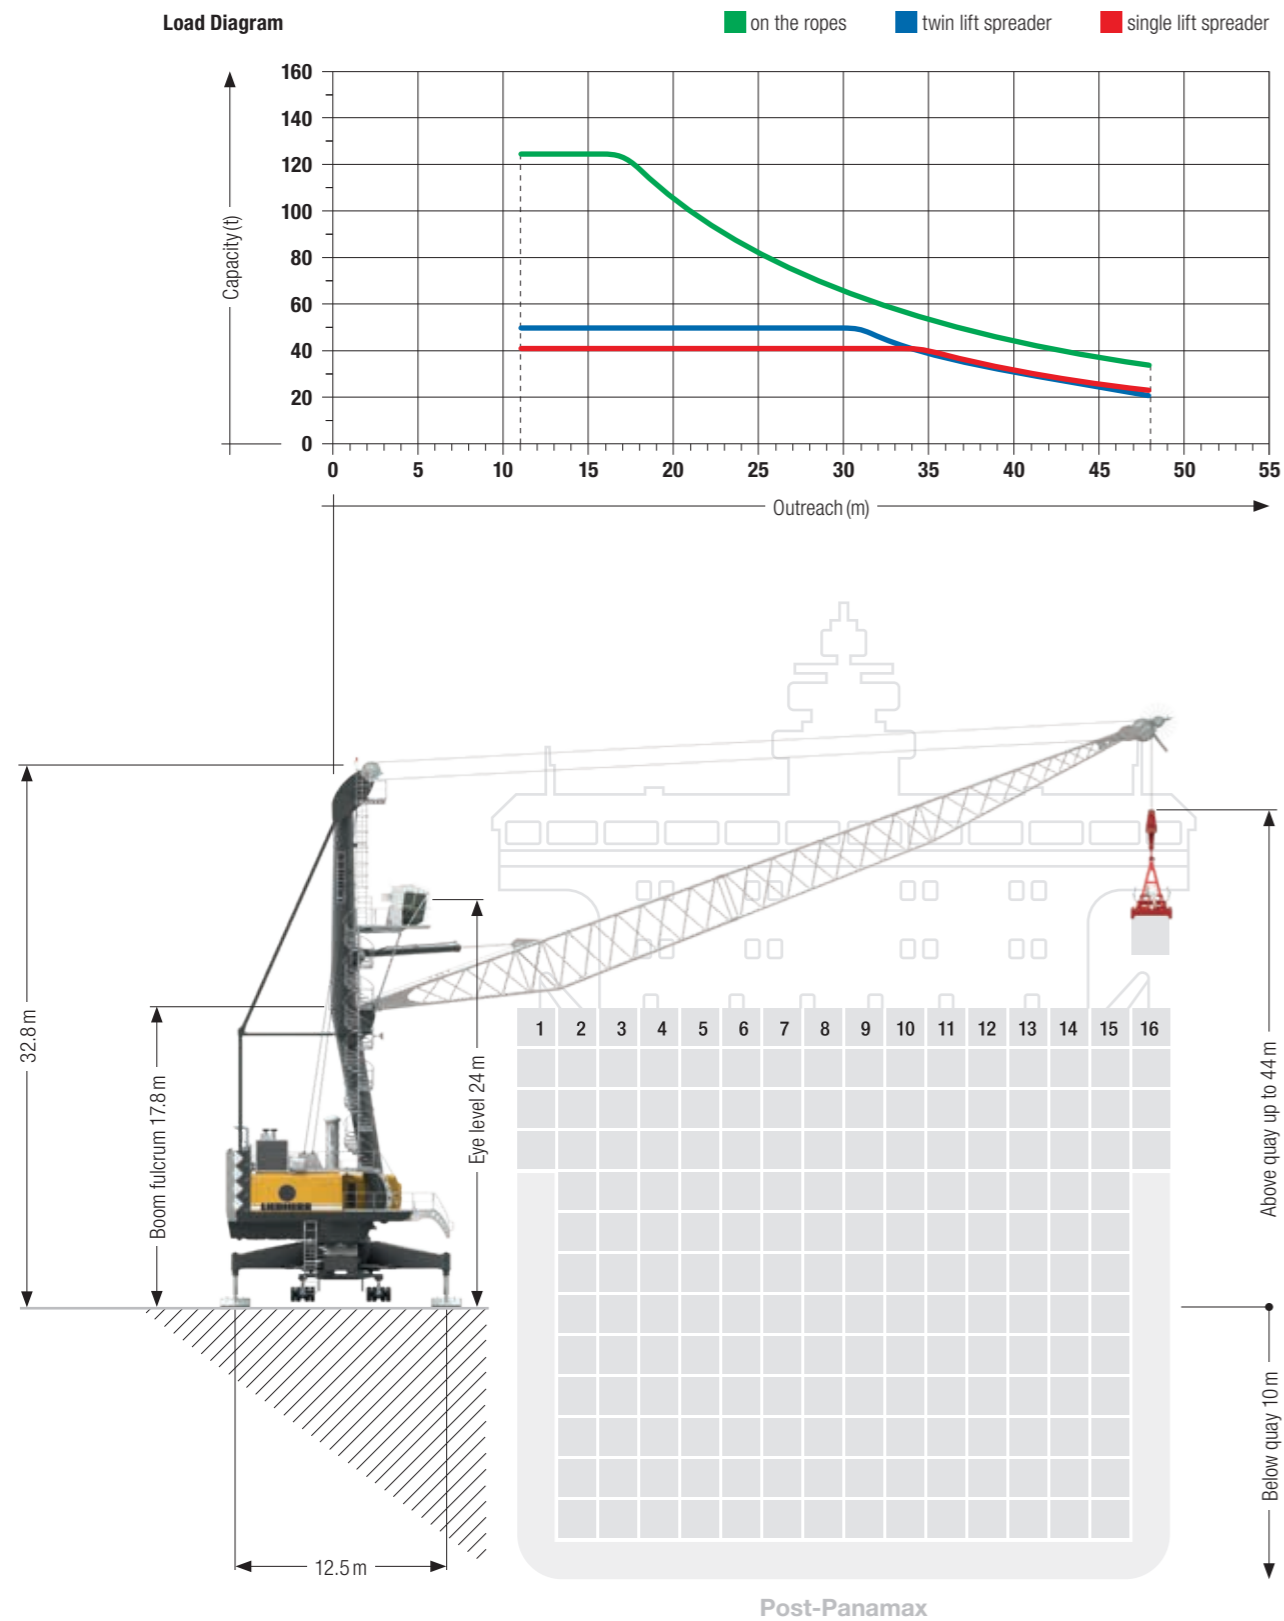 Load Diagram
on the ropes twin lift spreader single lift spreader
160
140
120
100
80
60
40
20
0
Capacity (t)
0 5 10 15 20 25 30 35 40 45 50 55
Outreach (m)
32.8 m
Boom fulcrum 17.8 m
Eye level 24 m
LIEBHERR
LIEBHERR
1 2 3 4 5 6 7 8 9 10 11 12 13 14 15 16
Above quay up to 44 m
Below quay 10 m
12.5 m
Post-Panamax